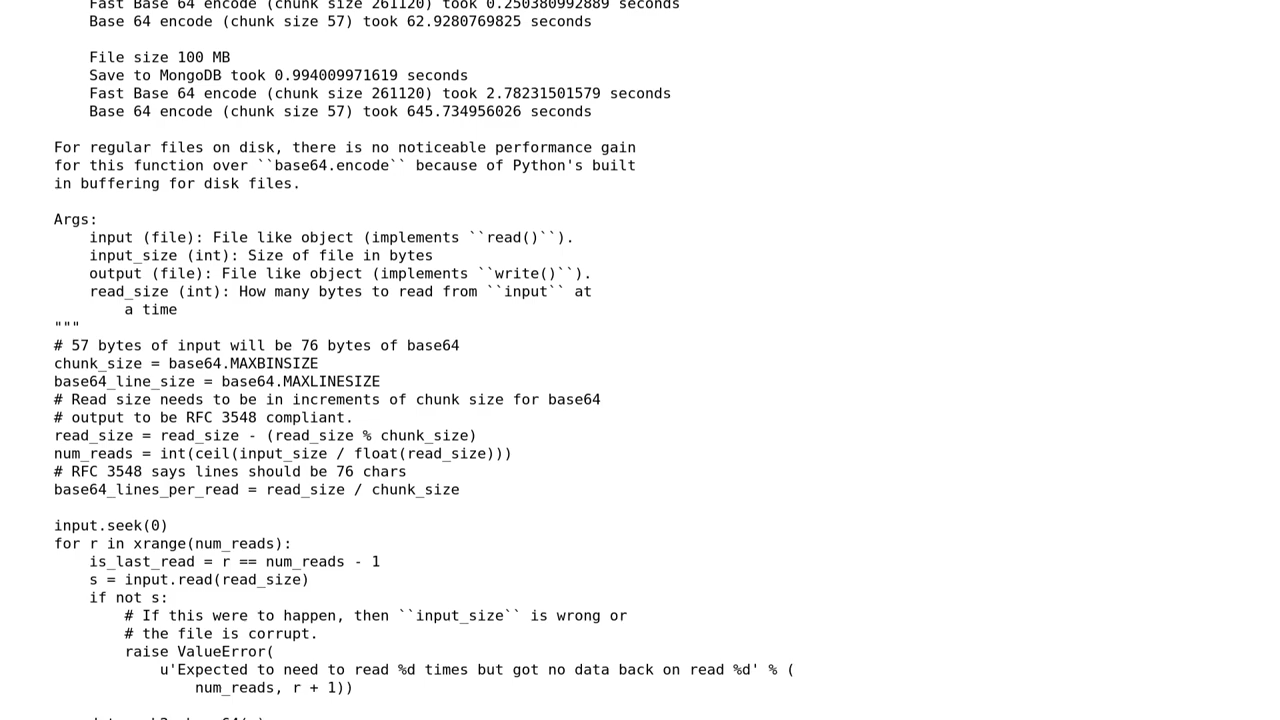 Fast Base 64 encode (chunk size 261120) took 0.250380992889 seconds
Base 64 encode (chunk size 57) took 62.9280769825 seconds
File size 100 MB
Save to MongoDB took 0.994009971619 seconds
Fast Base 64 encode (chunk size 261120) took 2.78231501579 seconds
Base 64 encode (chunk size 57) took 645.734956026 seconds
For regular files on disk, there is no noticeable performance gain
for this function over ``base64.encode`` because of Python's built
in buffering for disk files.
Args:
input (file): File like object (implements ``read()``).
input_size (int): Size of file in bytes
output (file): File like object (implements ``write()``).
read_size (int): How many bytes to read from ``input`` at
a time
"""
# 57 bytes of input will be 76 bytes of base64
chunk_size = base64.MAXBINSIZE
base64_line_size = base64.MAXLINESIZE
# Read size needs to be in increments of chunk size for base64
# output to be RFC 3548 compliant.
read_size = read_size - (read_size % chunk_size)
num_reads = int(ceil(input_size / float(read_size)))
# RFC 3548 says lines should be 76 chars
base64_lines_per_read = read_size / chunk_size
input.seek(0)
for r in xrange(num_reads):
is_last_read = r == num_reads - 1
s = input.read(read_size)
if not s:
# If this were to happen, then ``input_size`` is wrong or
# the file is corrupt.
raise ValueError(
u'Expected to need to read %d times but got no data back on read %d' % (
num_reads, r + 1))